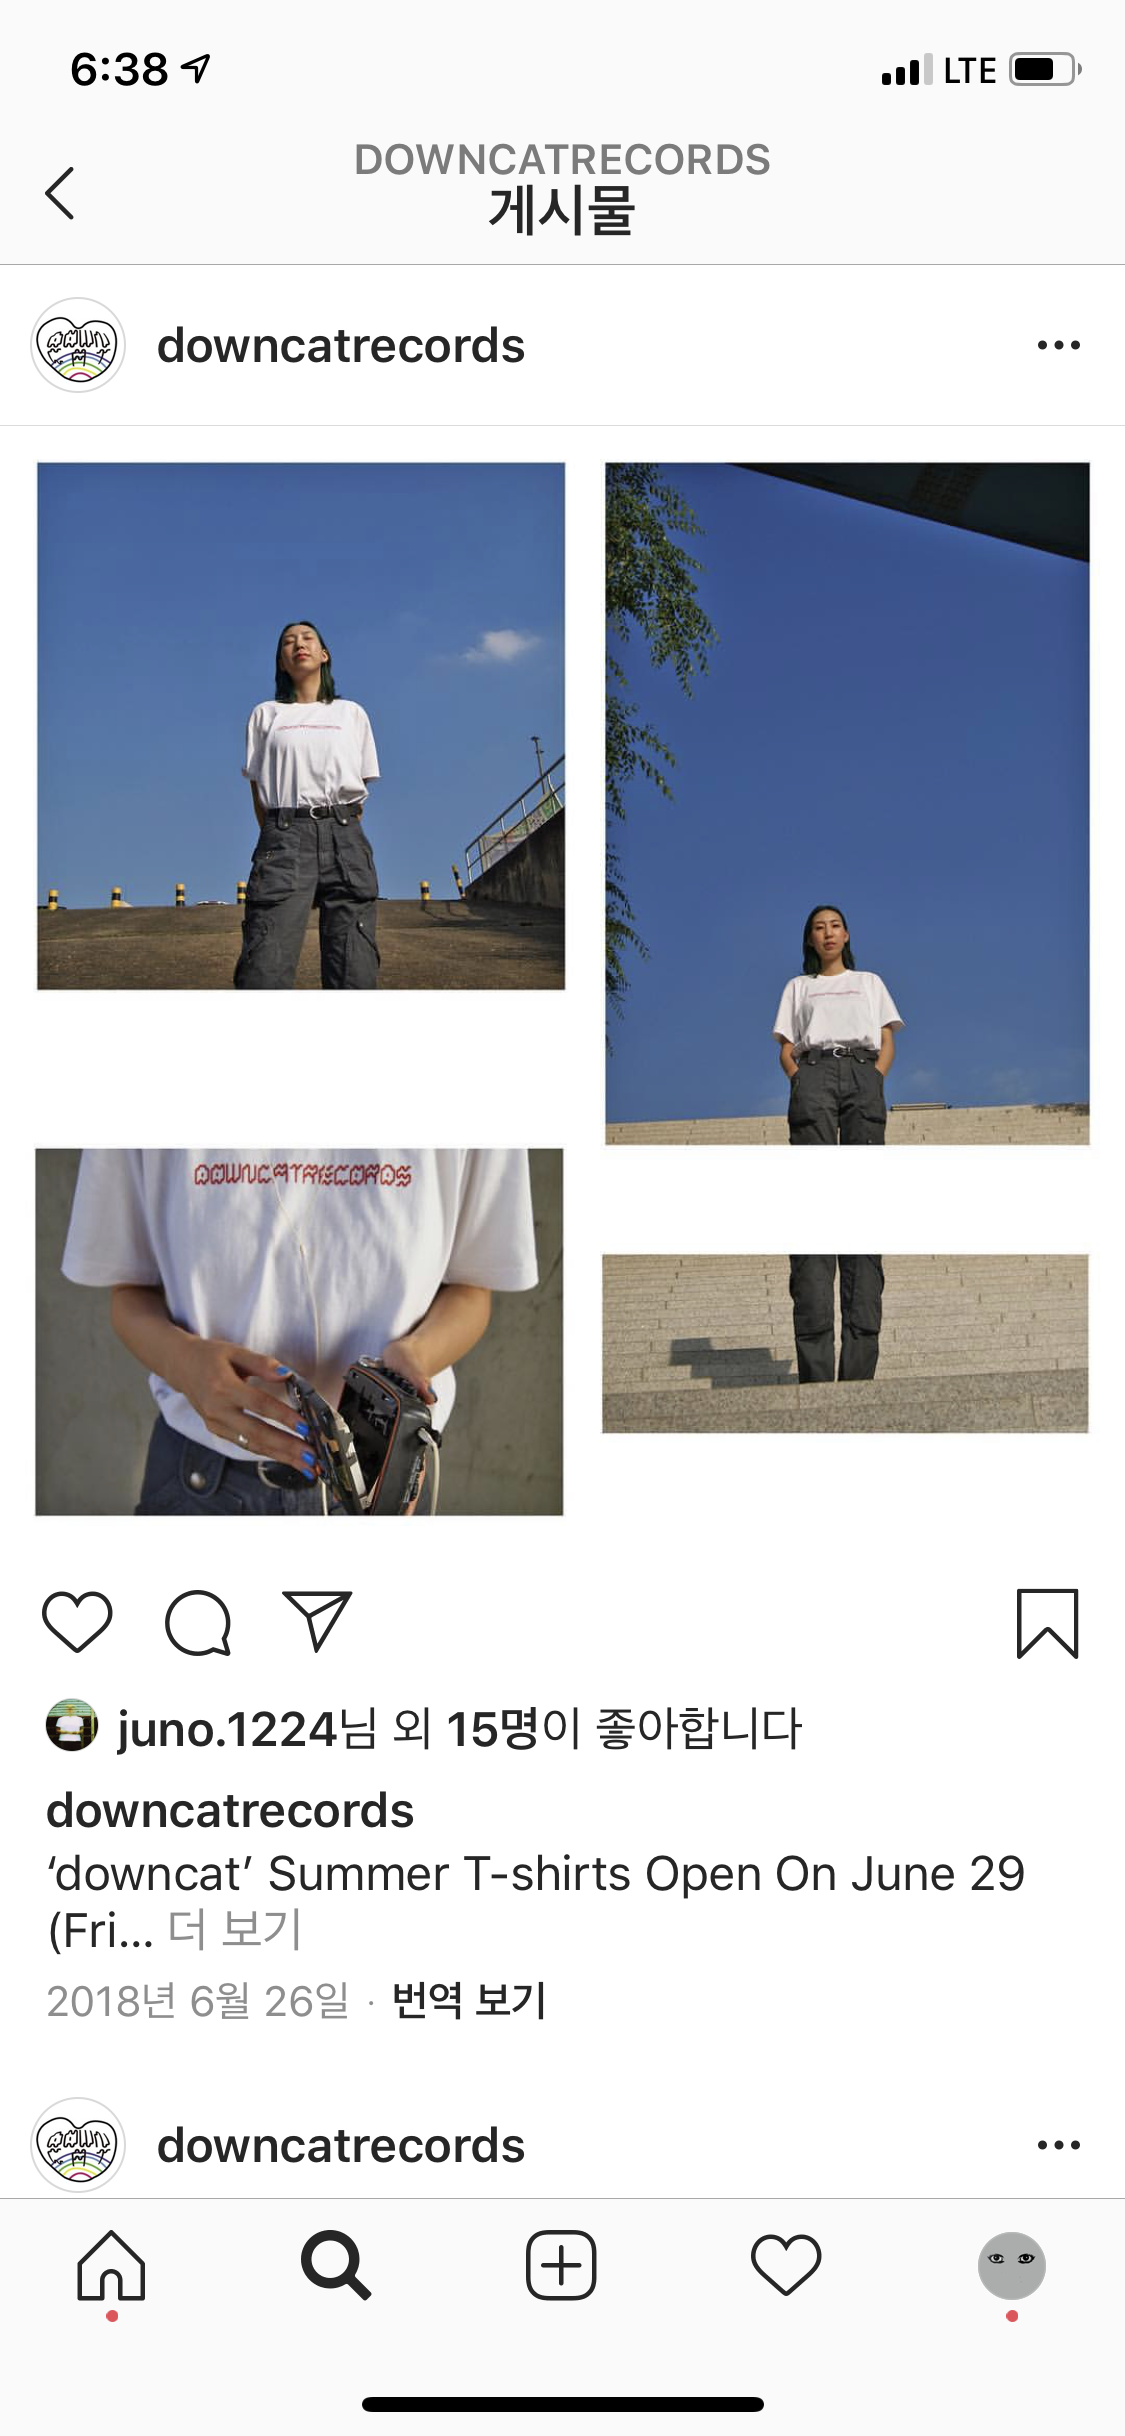 6:38
LTE
DOWNCATRECORDS
게시물
downcatrecords
DOWNCATRECORDS
juno.1224님 외 15명이 좋아합니다
downcatrecords
‘downcat’ Summer T-shirts Open On June 29
(Fri... 더 보기
2018년 6월 26일 · 번역 보기
downcatrecords